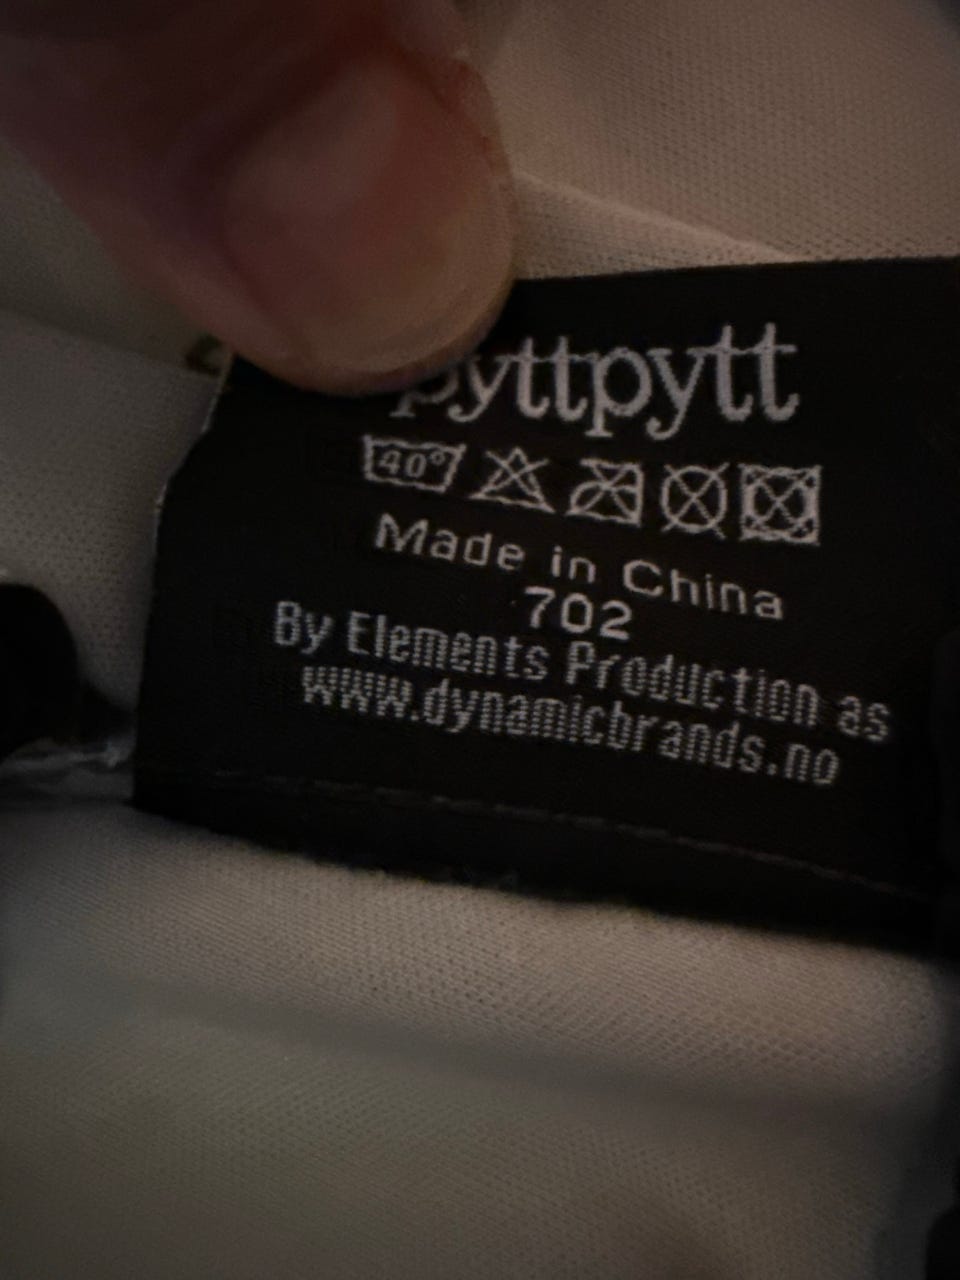 pyttpytt
40°
Made in China
702
By Elements Production as
www.dynamicbrands.no